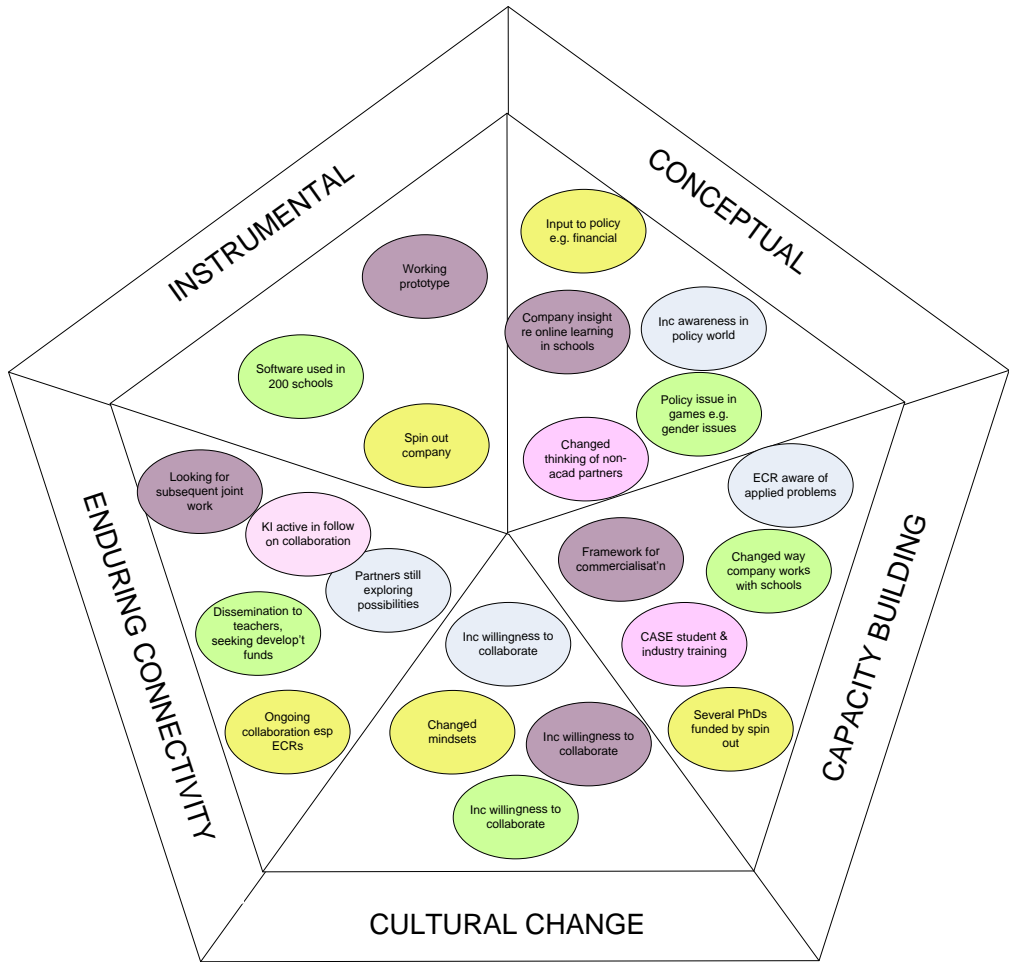 INSTRUMENTAL
CONCEPTUAL
Input to policy
e.g. financial
Working
prototype
Company insight
re online learning
in schools
Inc awareness in
policy world
Software used in
200 schools
Policy issue in
games e.g.
gender issues
Spin out
company
Changed
thinking of non-
acad partners
Looking for
subsequent joint
work
ECR aware of
applied problems
KI active in follow
on collaboration
Framework for
commercialisat’n
Changed way
company works
with schools
Partners still
exploring
possibilities
ENDURING CONNECTIVITY
CAPACITY BUILDING
Dissemination to
teachers,
seeking develop’t
funds
Inc willingness to
collaborate
CASE student &
industry training
Ongoing
collaboration esp
ECRs
Changed
mindsets
Inc willingness to
collaborate
Several PhDs
funded by spin
out
Inc willingness to
collaborate
CULTURAL CHANGE